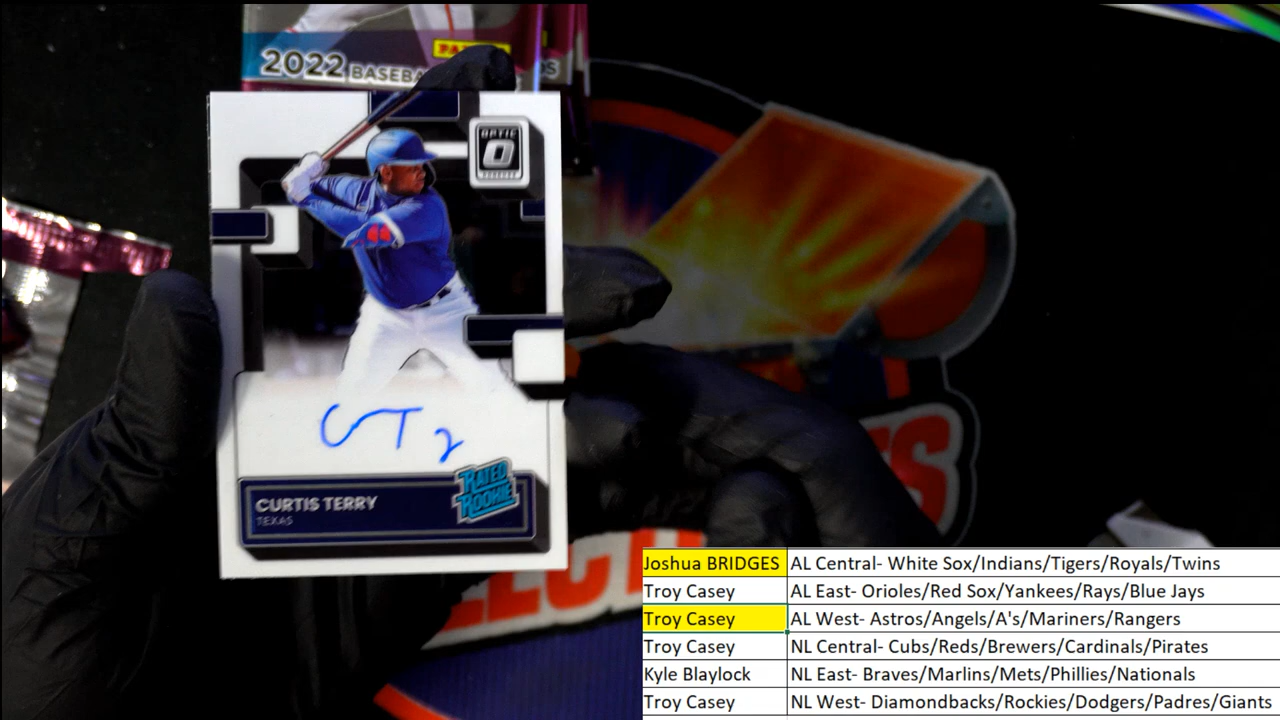 PANINI
2022 BASEBA
DS
OPTIC
D
CTy
CURTIS TERRY
TEXAS
RATED
ROOKIE
Joshua BRIDGES AL Central- White Sox/Indians/Tigers/Royals/Twins
Troy Casey AL East- Orioles/Red Sox/Yankees/Rays/Blue Jays
Troy Casey AL West- Astros/Angels/A's/Mariners/Rangers
Troy Casey NL Central- Cubs/Reds/Brewers/Cardinals/Pirates
Kyle Blaylock NL East- Braves/Marlins/Mets/Phillies/Nationals
Troy Casey NL West- Diamondbacks/Rockies/Dodgers/Padres/Giants